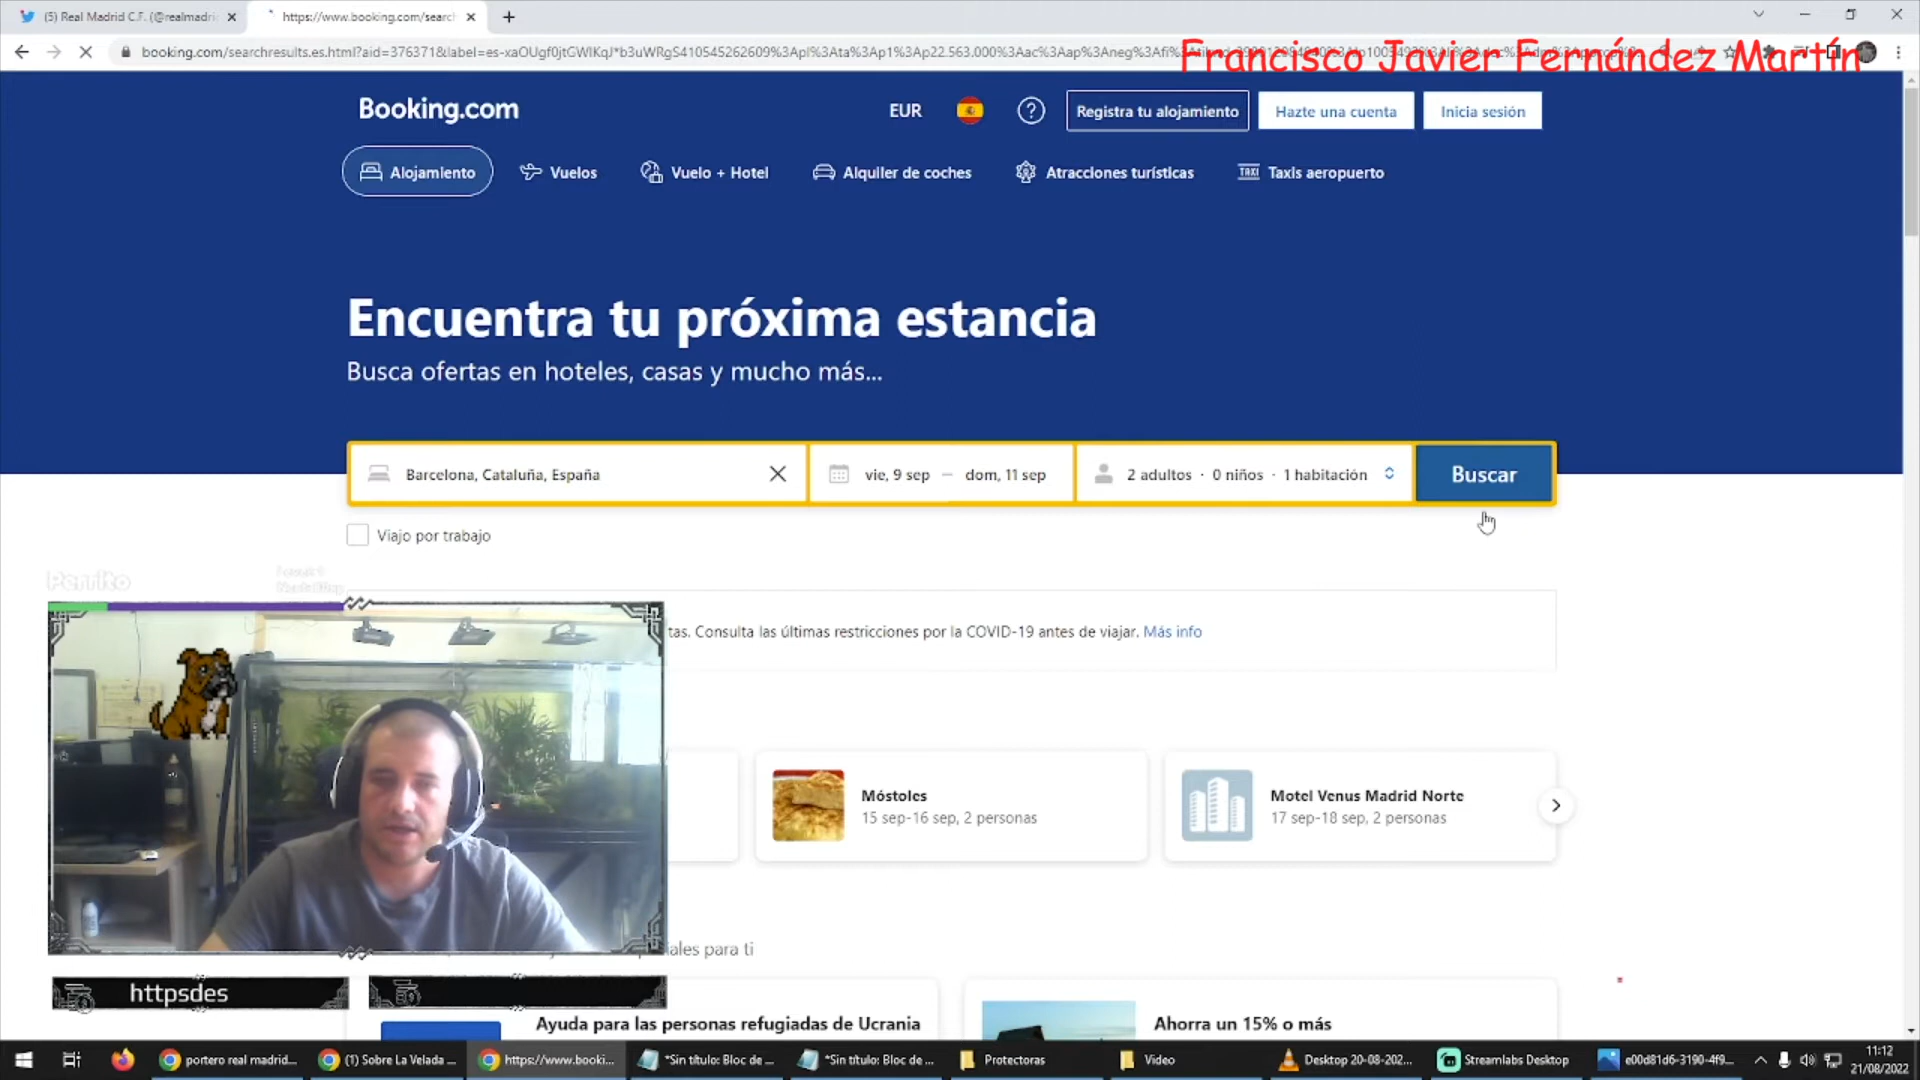 (5) Real Madrid C.F. (@realmadri
https://www.booking.com/search
booking.com/searchresults.es.html?aid=376371&label=es-xaOUgf0jtGWIKqJ*b3uWRgS410545262609%3Apl%3Ata%3Ap1%3Ap22.563.000%3Aac%3Aap%3Aneg%3Afi%
Francisco Javier Fernández Martín
Booking.com
EUR
Registra tu alojamiento
Hazte una cuenta
Inicia sesión
Alojamiento
Vuelos
Vuelo + Hotel
Alquiler de coches
Atracciones turísticas
TAXI
Taxis aeropuerto
Encuentra tu próxima estancia
Busca ofertas en hoteles, casas y mucho más...
Barcelona, Cataluña, España
vie, 9 sep — dom, 11 sep
2 adultos · 0 niños · 1 habitación
Buscar
Viajo por trabajo
Perrito
tas. Consulta las últimas restricciones por la COVID-19 antes de viajar. Más info
Móstoles
15 sep-16 sep, 2 personas
Motel Venus Madrid Norte
17 sep-18 sep, 2 personas
iales para ti
httpsdes
Ayuda para las personas refugiadas de Ucrania
Ahorra un 15% o más
portero real madrid...
(1) Sobre La Velada ...
https://www.booki...
*Sin título: Bloc de ...
*Sin título: Bloc de ...
Protectoras
Video
Desktop 20-08-202...
Streamlabs Desktop
e00d81d6-3190-4f9...
11:12
21/08/2022